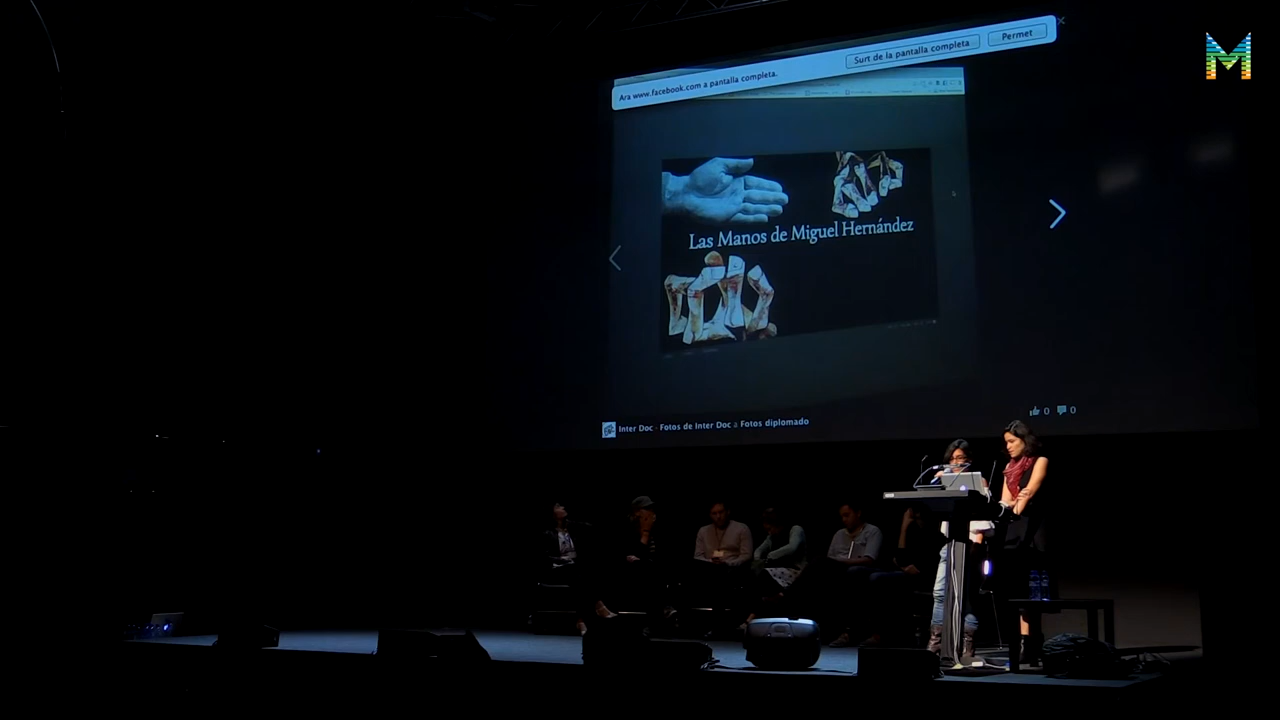 Ara www.facebook.com a pantalla completa.
Surt de la pantalla completa
Permet
Las Manos de Miguel Hernández
Inter Doc · Fotos de Inter Doc a Fotos diplomado
0
0
M